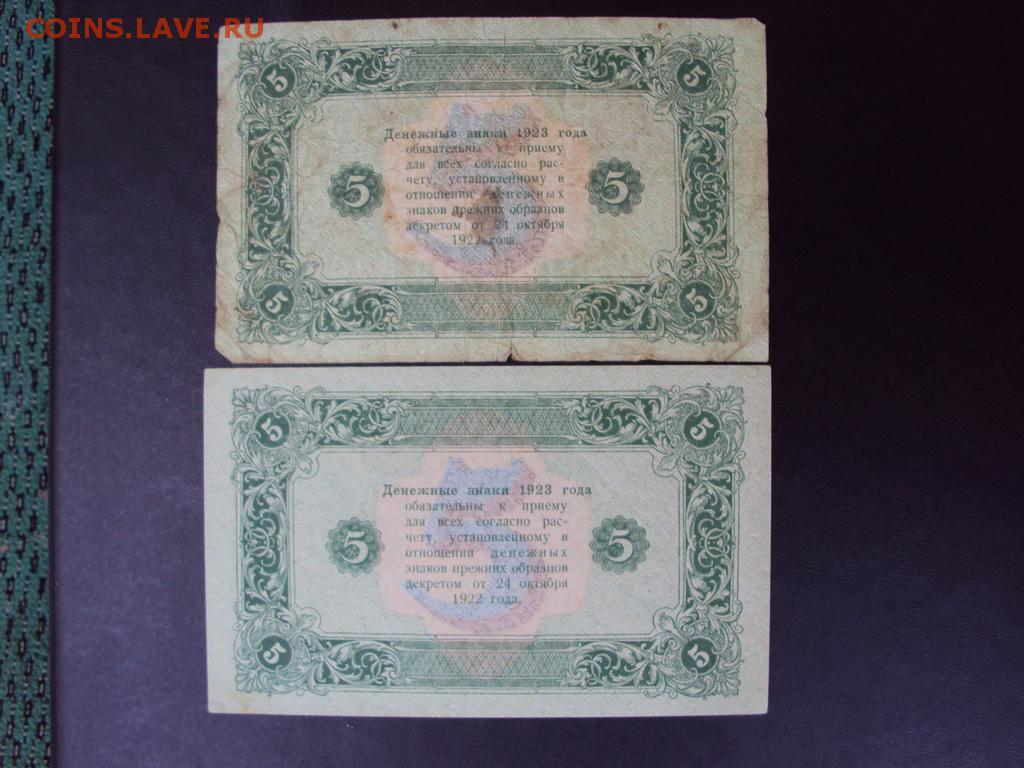 COINS.LAVE.RU
5 5
Денежные знаки 1923 года
обязательны к приему
для всех согласно рас-
5 чету, установленному в 5
отношении денежных
знаков прежних образцов
декретом от 24 октября
1922 года.
5 5
5 5
Денежные знаки 1923 года
обязательны к приему
для всех согласно рас-
5 чету, установленному в 5
отношении денежных
знаков прежних образцов
декретом от 24 октября
1922 года.
5 5